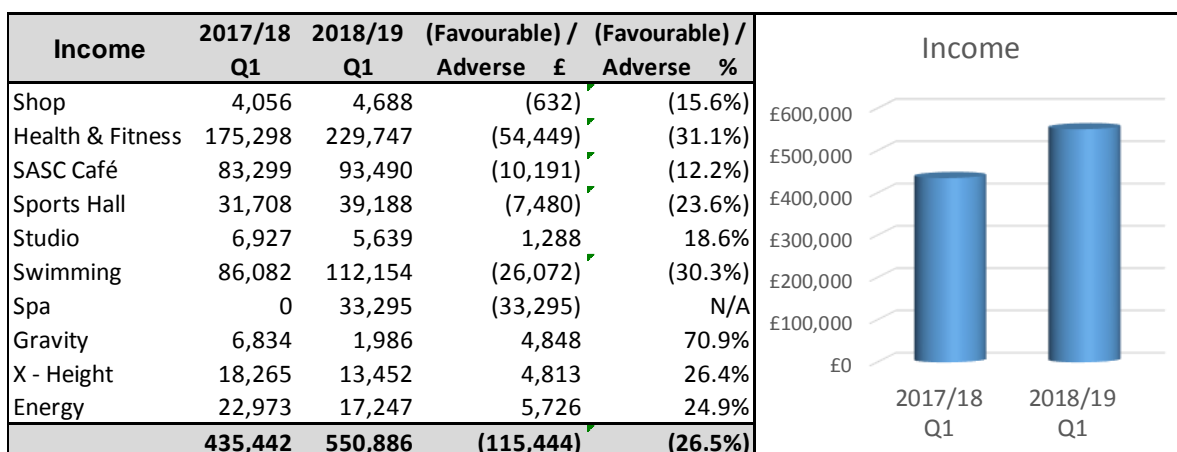 Income 2017/18 2018/19 (Favourable) / (Favourable) /
Q1 Q1 Adverse £ Adverse %
Shop 4,056 4,688 (632) (15.6%)
Health & Fitness 175,298 229,747 (54,449) (31.1%)
SASC Café 83,299 93,490 (10,191) (12.2%)
Sports Hall 31,708 39,188 (7,480) (23.6%)
Studio 6,927 5,639 1,288 18.6%
Swimming 86,082 112,154 (26,072) (30.3%)
Spa 0 33,295 (33,295) N/A
Gravity 6,834 1,986 4,848 70.9%
X - Height 18,265 13,452 4,813 26.4%
Energy 22,973 17,247 5,726 24.9%
435,442 550,886 (115,444) (26.5%)
Income
£600,000
£500,000
£400,000
£300,000
£200,000
£100,000
£0
2017/18 2018/19
Q1 Q1